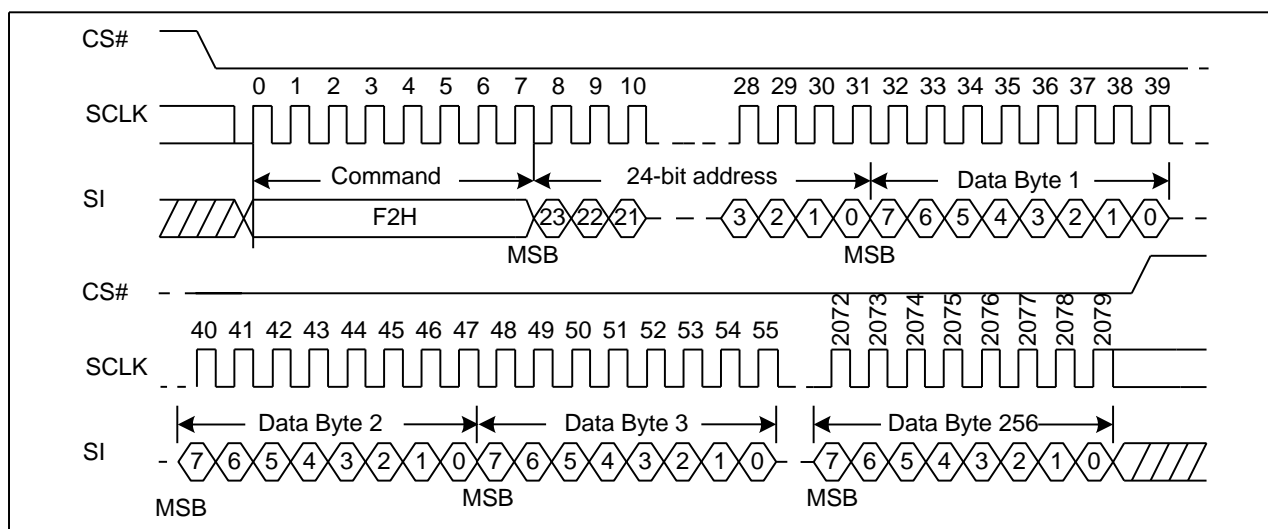 CS#
0 1 2 3 4 5 6 7 8 9 10 28 29 30 31 32 33 34 35 36 37 38 39
SCLK
Command 24-bit address Data Byte 1
SI
F2H 23 22 21 3 2 1 0 7 6 5 4 3 2 1 0
MSB MSB
CS#
40 41 42 43 44 45 46 47 48 49 50 51 52 53 54 55 2072 2073 2074 2075 2076 2077 2078 2079
SCLK
Data Byte 2 Data Byte 3 Data Byte 256
SI
7 6 5 4 3 2 1 0 7 6 5 4 3 2 1 0 7 6 5 4 3 2 1 0
MSB MSB MSB